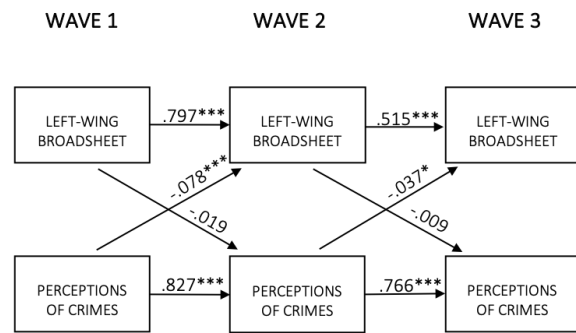 WAVE 1 WAVE 2 WAVE 3
LEFT-WING LEFT-WING LEFT-WING
BROADSHEET BROADSHEET BROADSHEET
.797*** .515***
-.078*** -.037*
-.019 -.009
PERCEPTIONS PERCEPTIONS PERCEPTIONS
OF CRIMES OF CRIMES OF CRIMES
.827*** .766***